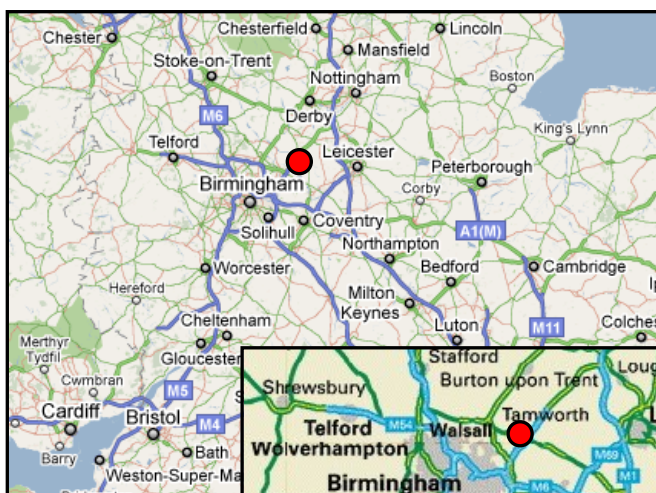 Chester
Chesterfield
Lincoln
Mansfield
Stoke-on-Trent
Nottingham
Boston
Derby
M6
King's Lynn
Telford
Leicester
Peterborough
Birmingham
Corby
Solihull
Coventry
A1(M)
Northampton
Worcester
Bedford
Cambridge
Ip
Hereford
Milton
Keynes
Cheltenham
Luton
M11
Colches
Merthyr
Tydfil
Gloucester
M5
Cwmbran
Cardiff
Bristol
M4
Barry
Bath
Weston-Super-Ma
Stafford
Burton upon Trent
Loug
Shrewsbury
Tamworth
Telford
M54
Walsall
L
Wolverhampton
M69
Birmingham
M6
M1